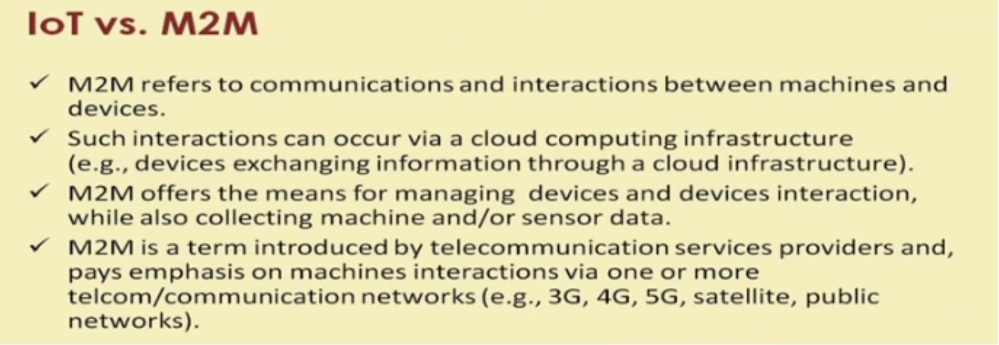 IoT vs. M2M
✓ M2M refers to communications and interactions between machines and
devices.
✓ Such interactions can occur via a cloud computing infrastructure
(e.g., devices exchanging information through a cloud infrastructure).
✓ M2M offers the means for managing devices and devices interaction,
while also collecting machine and/or sensor data.
✓ M2M is a term introduced by telecommunication services providers and,
pays emphasis on machines interactions via one or more
telcom/communication networks (e.g., 3G, 4G, 5G, satellite, public
networks).